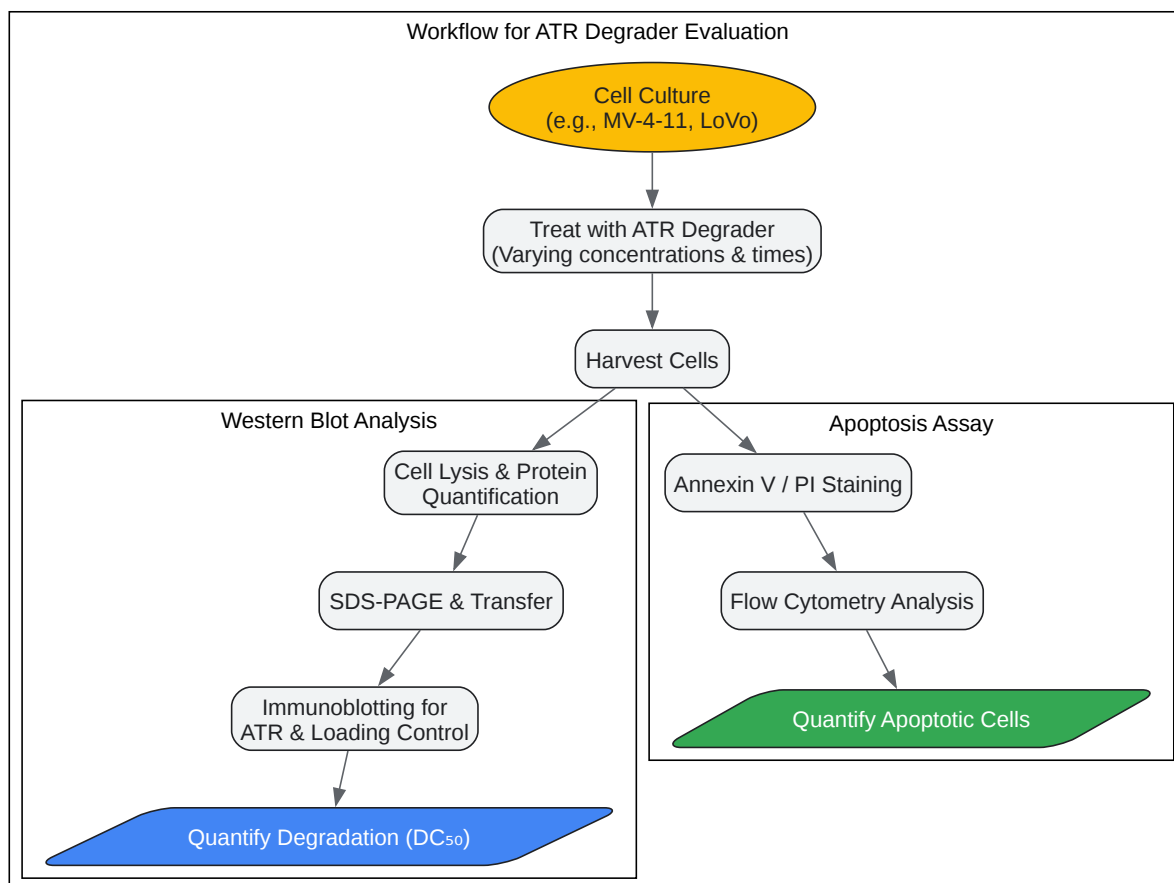 Workflow for ATR Degrader Evaluation
Cell Culture
(e.g., MV-4-11, LoVo)
Treat with ATR Degrader
(Varying concentrations & times)
Harvest Cells
Western Blot Analysis
Cell Lysis & Protein
Quantification
SDS-PAGE & Transfer
Immunoblotting for
ATR & Loading Control
Quantify Degradation (DC₅₀)
Apoptosis Assay
Annexin V / PI Staining
Flow Cytometry Analysis
Quantify Apoptotic Cells